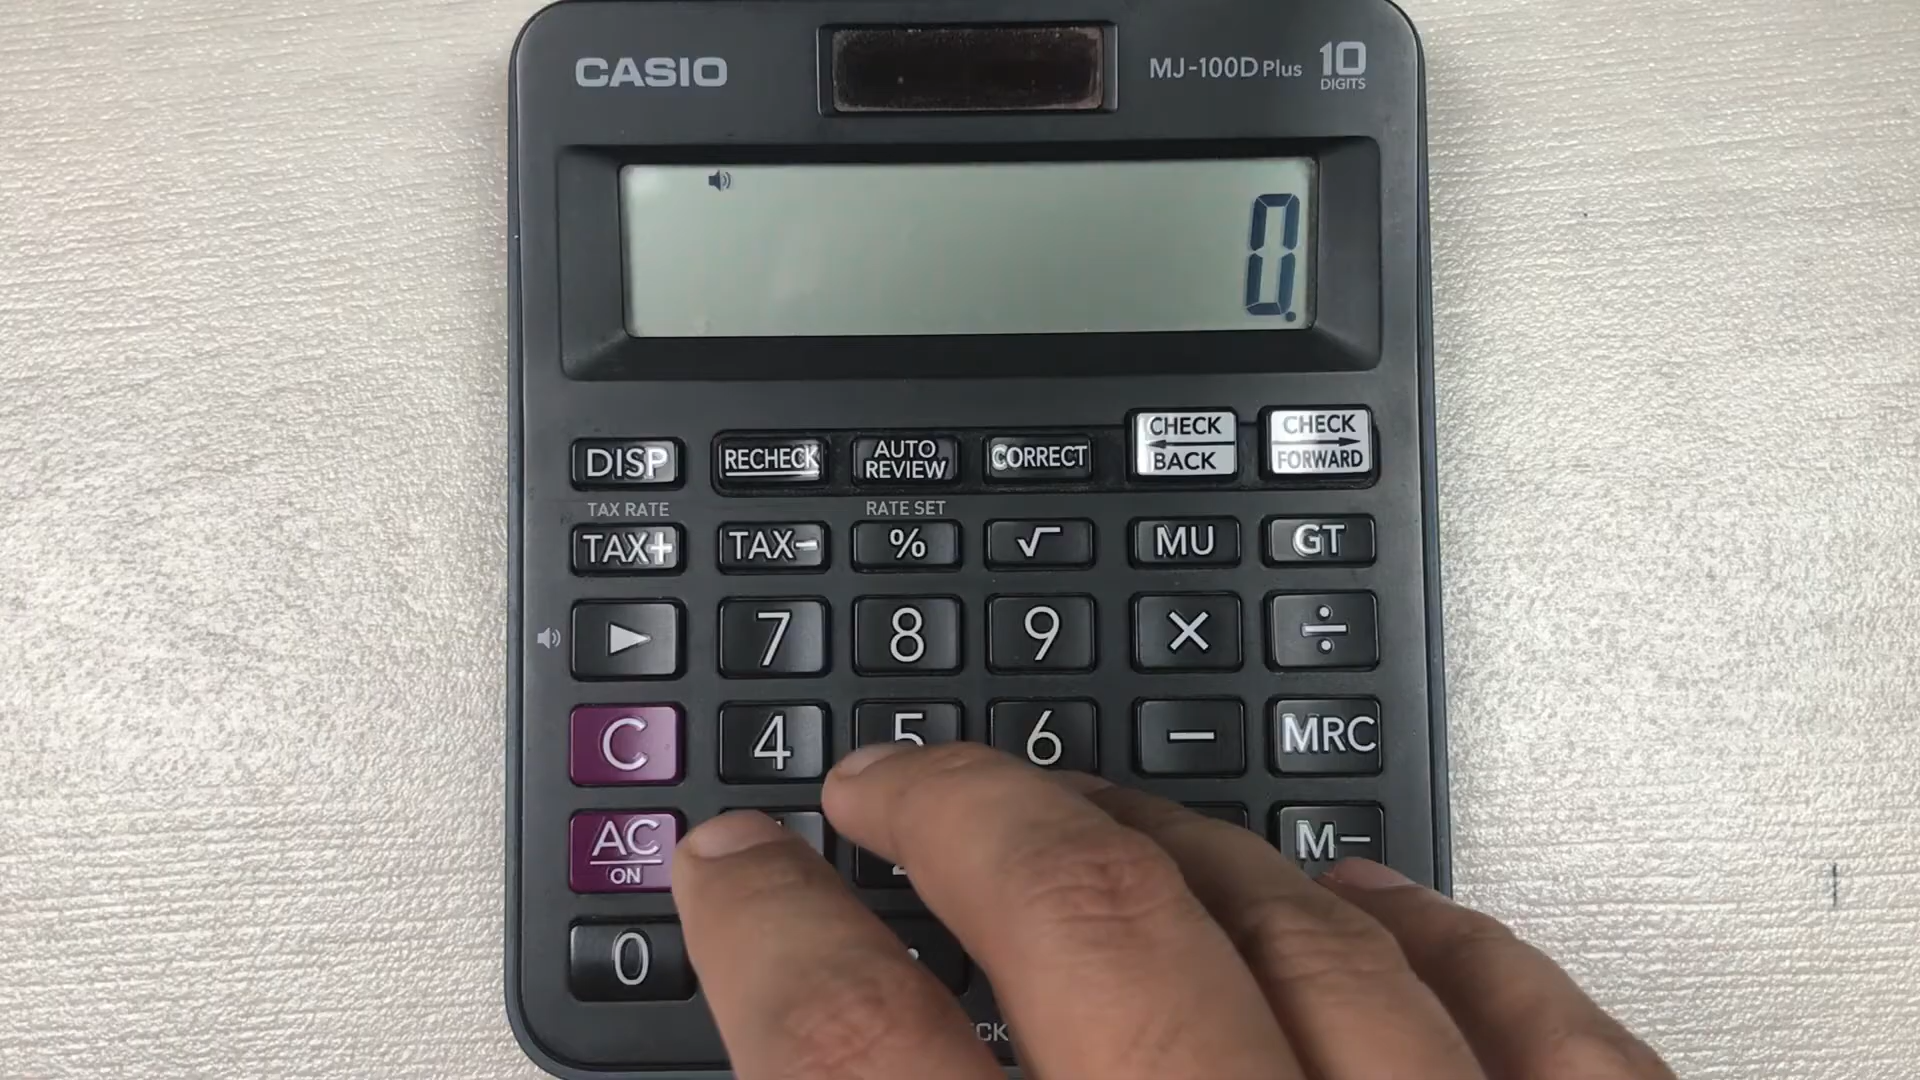 CASIO
MJ-100D Plus
10
DIGITS
0.
DISP
RECHECK
AUTO
REVIEW
CORRECT
CHECK
BACK
CHECK
FORWARD
TAX RATE
RATE SET
TAX+
TAX−
%
√
MU
GT
7
8
9
×
÷
C
4
5
6
−
MRC
AC
ON
M−
0